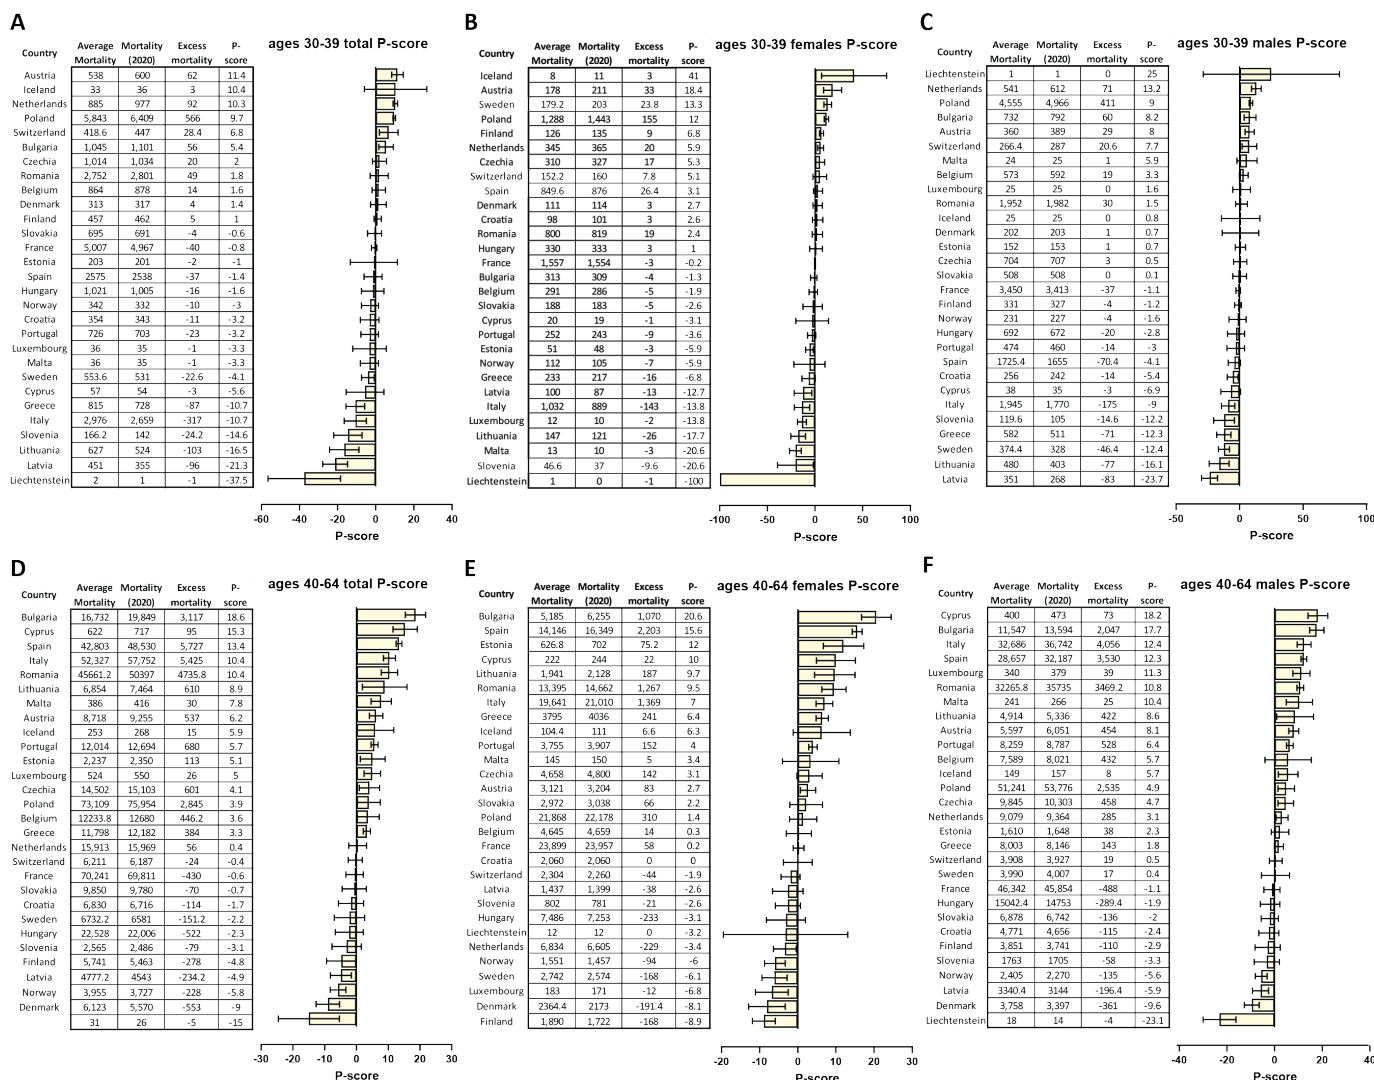 A
ages 30-39 total P-score
Country Average Mortality Mortality (2020) Excess mortality P-score
Austria 538 600 62 11.4
Iceland 33 36 3 10.4
Netherlands 885 977 92 10.3
Poland 5,843 6,409 566 9.7
Switzerland 418.6 447 28.4 6.8
Bulgaria 1,045 1,101 56 5.4
Czechia 1,014 1,034 20 2
Romania 2,752 2,801 49 1.8
Belgium 864 878 14 1.6
Denmark 313 317 4 1.4
Finland 457 462 5 1
Slovakia 695 691 -4 -0.6
France 5,007 4,967 -40 -0.8
Estonia 203 201 -2 -1
Spain 2575 2538 -37 -1.4
Hungary 1,021 1,005 -16 -1.6
Norway 342 332 -10 -3
Croatia 354 343 -11 -3.2
Portugal 726 703 -23 -3.2
Luxembourg 36 35 -1 -3.3
Malta 36 35 -1 -3.3
Sweden 553.6 531 -22.6 -4.1
Cyprus 57 54 -3 -5.6
Greece 815 728 -87 -10.7
Italy 2,976 2,659 -317 -10.7
Slovenia 166.2 142 -24.2 -14.6
Lithuania 627 524 -103 -16.5
Latvia 451 355 -96 -21.3
Liechtenstein 2 1 -1 -37.5
-60 -40 -20 0 20 40
P-score
B
ages 30-39 females P-score
Country Average Mortality Mortality (2020) Excess mortality P-score
Iceland 8 11 3 41
Austria 178 211 33 18.4
Sweden 179.2 203 23.8 13.3
Poland 1,288 1,443 155 12
Finland 126 135 9 6.8
Netherlands 345 365 20 5.9
Czechia 310 327 17 5.3
Switzerland 152.2 160 7.8 5.1
Spain 849.6 876 26.4 3.1
Denmark 111 114 3 2.7
Croatia 98 101 3 2.6
Romania 800 819 19 2.4
Hungary 330 333 3 1
France 1,557 1,554 -3 -0.2
Bulgaria 313 309 -4 -1.3
Belgium 291 286 -5 -1.9
Slovakia 188 183 -5 -2.6
Cyprus 20 19 -1 -3.1
Portugal 252 243 -9 -3.6
Estonia 51 48 -3 -5.9
Norway 112 105 -7 -5.9
Greece 233 217 -16 -6.8
Latvia 100 87 -13 -12.7
Italy 1,032 889 -143 -13.8
Luxembourg 12 10 -2 -13.8
Lithuania 147 121 -26 -17.7
Malta 13 10 -3 -20.6
Slovenia 46.6 37 -9.6 -20.6
Liechtenstein 1 0 -1 -100
-100 -50 0 50 100
P-score
C
ages 30-39 males P-score
Country Average Mortality Mortality (2020) Excess mortality P-score
Liechtenstein 1 1 0 25
Netherlands 541 612 71 13.2
Poland 4,555 4,966 411 9
Bulgaria 732 792 60 8.2
Austria 360 389 29 8
Switzerland 266.4 287 20.6 7.7
Malta 24 25 1 5.9
Belgium 573 592 19 3.3
Luxembourg 25 25 0 1.6
Romania 1,952 1,982 30 1.5
Iceland 25 25 0 0.8
Denmark 202 203 1 0.7
Estonia 152 153 1 0.7
Czechia 704 707 3 0.5
Slovakia 508 508 0 0.1
France 3,450 3,413 -37 -1.1
Finland 331 327 -4 -1.2
Norway 231 227 -4 -1.6
Hungary 692 672 -20 -2.8
Portugal 474 460 -14 -3
Spain 1725.4 1655 -70.4 -4.1
Croatia 256 242 -14 -5.4
Cyprus 38 35 -3 -6.9
Italy 1,945 1,770 -175 -9
Slovenia 119.6 105 -14.6 -12.2
Greece 582 511 -71 -12.3
Sweden 374.4 328 -46.4 -12.4
Lithuania 480 403 -77 -16.1
Latvia 351 268 -83 -23.7
-50 0 50 100
P-score
D
ages 40-64 total P-score
Country Average Mortality Mortality (2020) Excess mortality P-score
Bulgaria 16,732 19,849 3,117 18.6
Cyprus 622 717 95 15.3
Spain 42,803 48,530 5,727 13.4
Italy 52,327 57,752 5,425 10.4
Romania 45661.2 50397 4735.8 10.4
Lithuania 6,854 7,464 610 8.9
Malta 386 416 30 7.8
Austria 8,718 9,255 537 6.2
Iceland 253 268 15 5.9
Portugal 12,014 12,694 680 5.7
Estonia 2,237 2,350 113 5.1
Luxembourg 524 550 26 5
Czechia 14,502 15,103 601 4.1
Poland 73,109 75,954 2,845 3.9
Belgium 12233.8 12680 446.2 3.6
Greece 11,798 12,182 384 3.3
Netherlands 15,913 15,969 56 0.4
Switzerland 6,211 6,187 -24 -0.4
France 70,241 69,811 -430 -0.6
Slovakia 9,850 9,780 -70 -0.7
Croatia 6,830 6,716 -114 -1.7
Sweden 6732.2 6581 -151.2 -2.2
Hungary 22,528 22,006 -522 -2.3
Slovenia 2,565 2,486 -79 -3.1
Finland 5,741 5,463 -278 -4.8
Latvia 4777.2 4543 -234.2 -4.9
Norway 3,955 3,727 -228 -5.8
Denmark 6,123 5,570 -553 -9
31 26 -5 -15
-30 -20 -10 0 10 20 30
P-score
E
ages 40-64 females P-score
Country Average Mortality Mortality (2020) Excess mortality P-score
Bulgaria 5,185 6,255 1,070 20.6
Spain 14,146 16,349 2,203 15.6
Estonia 626.8 702 75.2 12
Cyprus 222 244 22 10
Lithuania 1,941 2,128 187 9.7
Romania 13,395 14,662 1,267 9.5
Italy 19,641 21,010 1,369 7
Greece 3795 4036 241 6.4
Iceland 104.4 111 6.6 6.3
Portugal 3,755 3,907 152 4
Malta 145 150 5 3.4
Czechia 4,658 4,800 142 3.1
Austria 3,121 3,204 83 2.7
Slovakia 2,972 3,038 66 2.2
Poland 21,868 22,178 310 1.4
Belgium 4,645 4,659 14 0.3
France 23,899 23,957 58 0.2
Croatia 2,060 2,060 0 0
Switzerland 2,304 2,260 -44 -1.9
Latvia 1,437 1,399 -38 -2.6
Slovenia 802 781 -21 -2.6
Hungary 7,486 7,253 -233 -3.1
Liechtenstein 12 12 0 -3.2
Netherlands 6,834 6,605 -229 -3.4
Norway 1,551 1,457 -94 -6
Sweden 2,742 2,574 -168 -6.1
Luxembourg 183 171 -12 -6.8
Denmark 2364.4 2173 -191.4 -8.1
Finland 1,890 1,722 -168 -8.9
-20 -10 0 10 20 30
P-score
F
ages 40-64 males P-score
Country Average Mortality Mortality (2020) Excess mortality P-score
Cyprus 400 473 73 18.2
Bulgaria 11,547 13,594 2,047 17.7
Italy 32,686 36,742 4,056 12.4
Spain 28,657 32,187 3,530 12.3
Luxembourg 340 379 39 11.3
Romania 32265.8 35735 3469.2 10.8
Malta 241 266 25 10.4
Lithuania 4,914 5,336 422 8.6
Austria 5,597 6,051 454 8.1
Portugal 8,259 8,787 528 6.4
Belgium 7,589 8,021 432 5.7
Iceland 149 157 8 5.7
Poland 51,241 53,776 2,535 4.9
Czechia 9,845 10,303 458 4.7
Netherlands 9,079 9,364 285 3.1
Estonia 1,610 1,648 38 2.3
Greece 8,003 8,146 143 1.8
Switzerland 3,908 3,927 19 0.5
Sweden 3,990 4,007 17 0.4
France 46,342 45,854 -488 -1.1
Hungary 15042.4 14753 -289.4 -1.9
Slovakia 6,878 6,742 -136 -2
Croatia 4,771 4,656 -115 -2.4
Finland 3,851 3,741 -110 -2.9
Slovenia 1763 1705 -58 -3.3
Norway 2,405 2,270 -135 -5.6
Latvia 3340.4 3144 -196.4 -5.9
Denmark 3,758 3,397 -361 -9.6
Liechtenstein 18 14 -4 -23.1
-40 -20 0 20 40
P-score